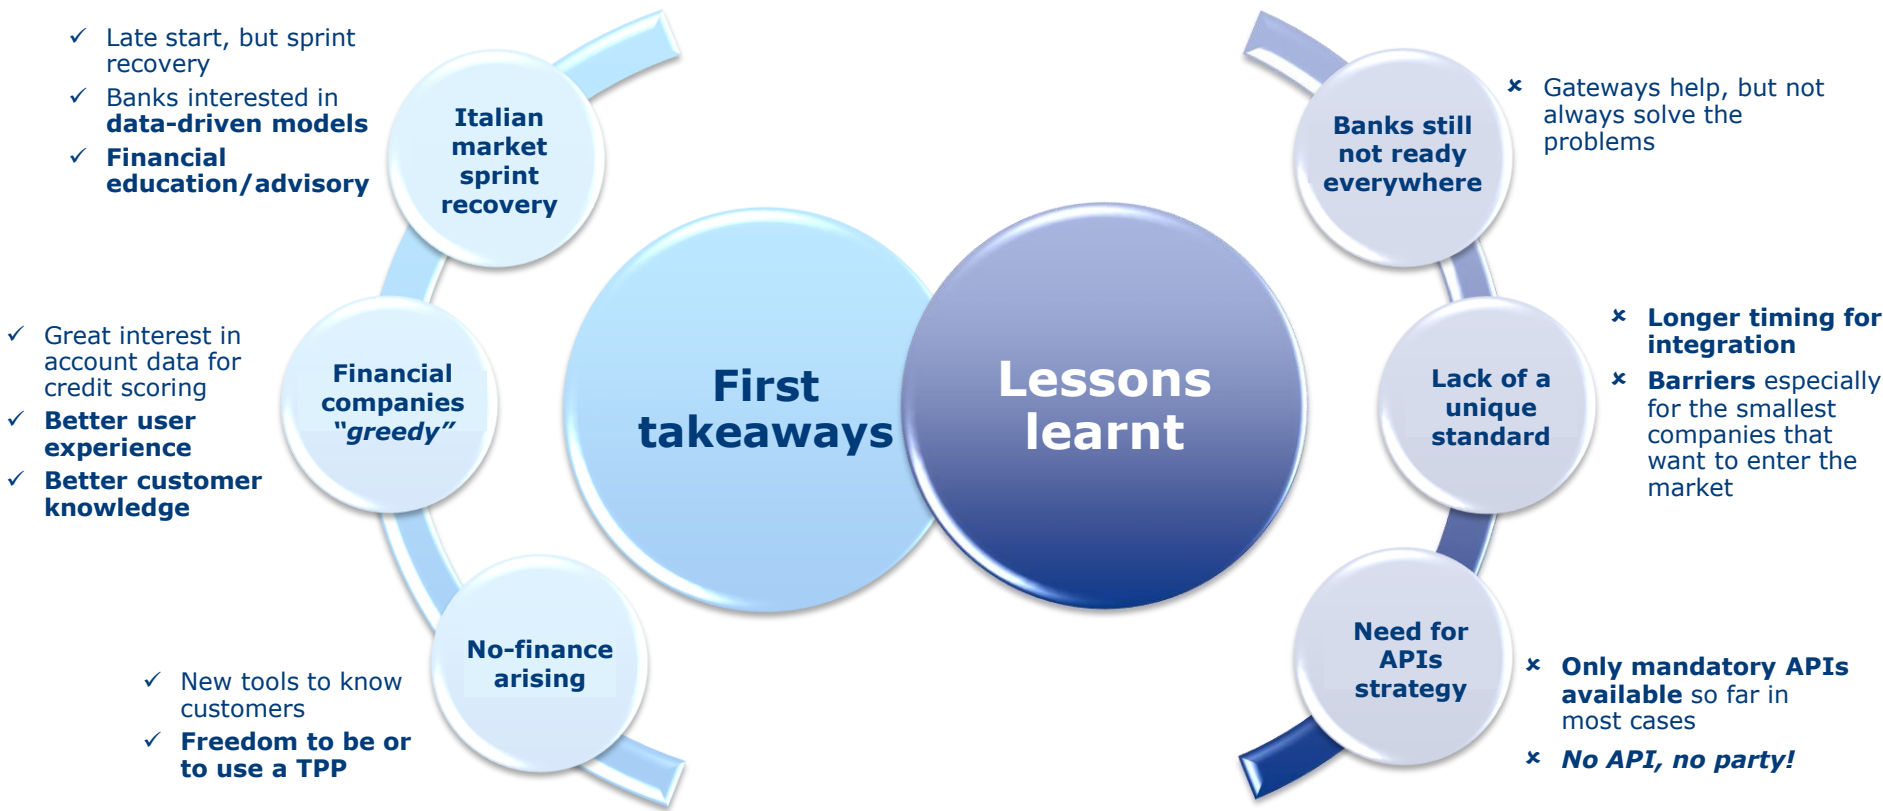 ✓ Late start, but sprint
recovery
✓ Banks interested in
data-driven models
✓ Financial
education/advisory
Italian
market
sprint
recovery
✓ Great interest in
account data for
credit scoring
✓ Better user
experience
✓ Better customer
knowledge
Financial
companies
“greedy”
✓ New tools to know
customers
✓ Freedom to be or
to use a TPP
No-finance
arising
First
takeaways
Lessons
learnt
Banks still
not ready
everywhere
× Gateways help, but not
always solve the
problems
Lack of a
unique
standard
× Longer timing for
integration
× Barriers especially
for the smallest
companies that
want to enter the
market
Need for
APIs
strategy
× Only mandatory APIs
available so far in
most cases
× No API, no party!